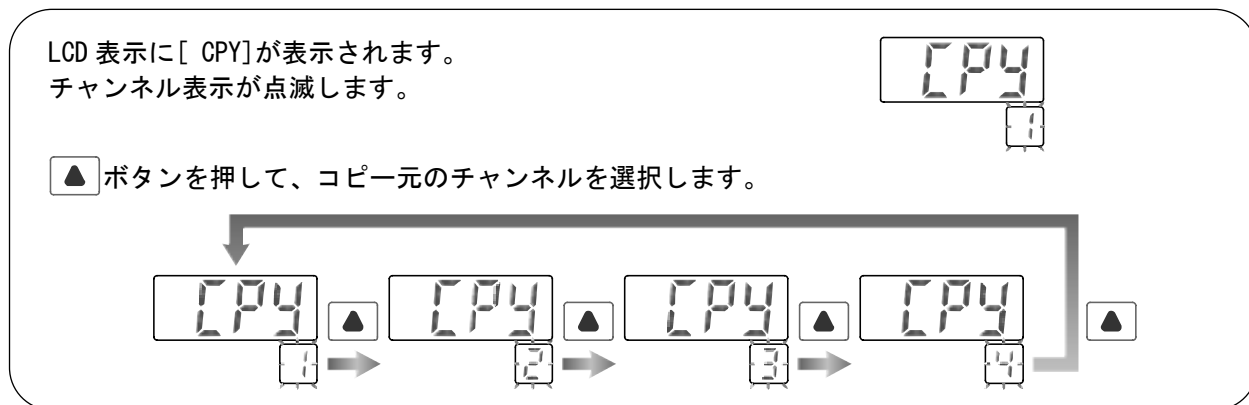 LCD 表示に[ CPY]が表示されます。
CPY
チャンネル表示が点滅します。
1
▲ボタンを押して、コピー元のチャンネルを選択します。
CPY ▲ CPY ▲ CPY ▲ CPY ▲
1 2 3 4